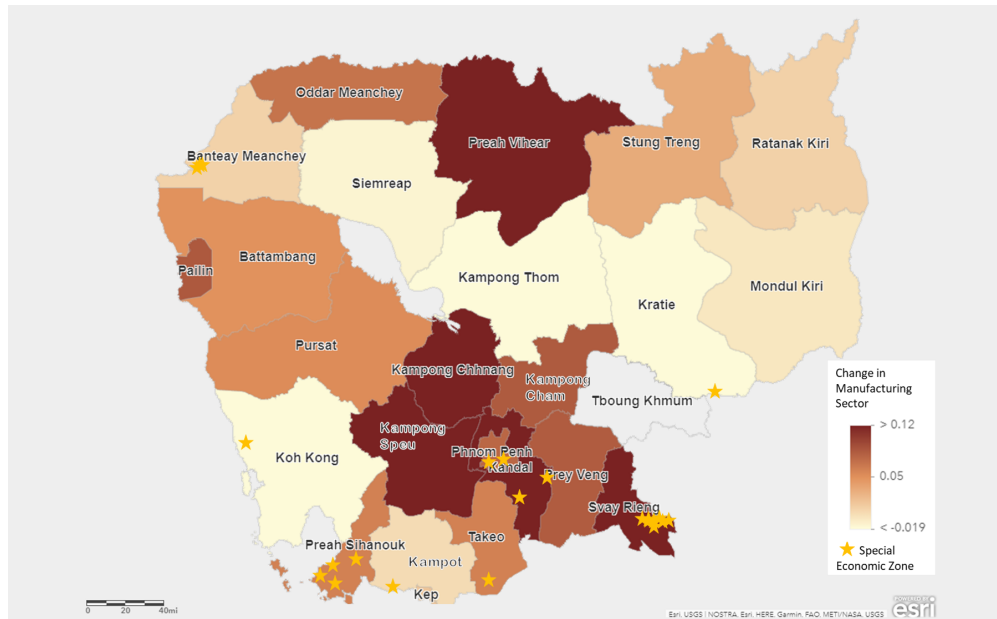 Oddar Meanchey
Preah Vihear
Stung Treng
Ratanak Kiri
Banteay Meanchey
Siemreap
Battambang
Pailin
Kampong Thom
Kratie
Mondul Kiri
Pursat
Kampong Chhnang
Kampong
Cham
Tboung Khmum
Kampong
Speu
Phnom Penh
Kandal
Koh Kong
Prey Veng
Svay Rieng
Preah Sihanouk
Takeo
Kampot
Kep
Change in
Manufacturing
Sector
> 0.12
0.05
< -0.019
Special
Economic Zone
0 20 40mi
Esri, USGS | NOSTRA, Esri, HERE, Garmin, FAO, METI/NASA, USGS
POWERED BY
esri